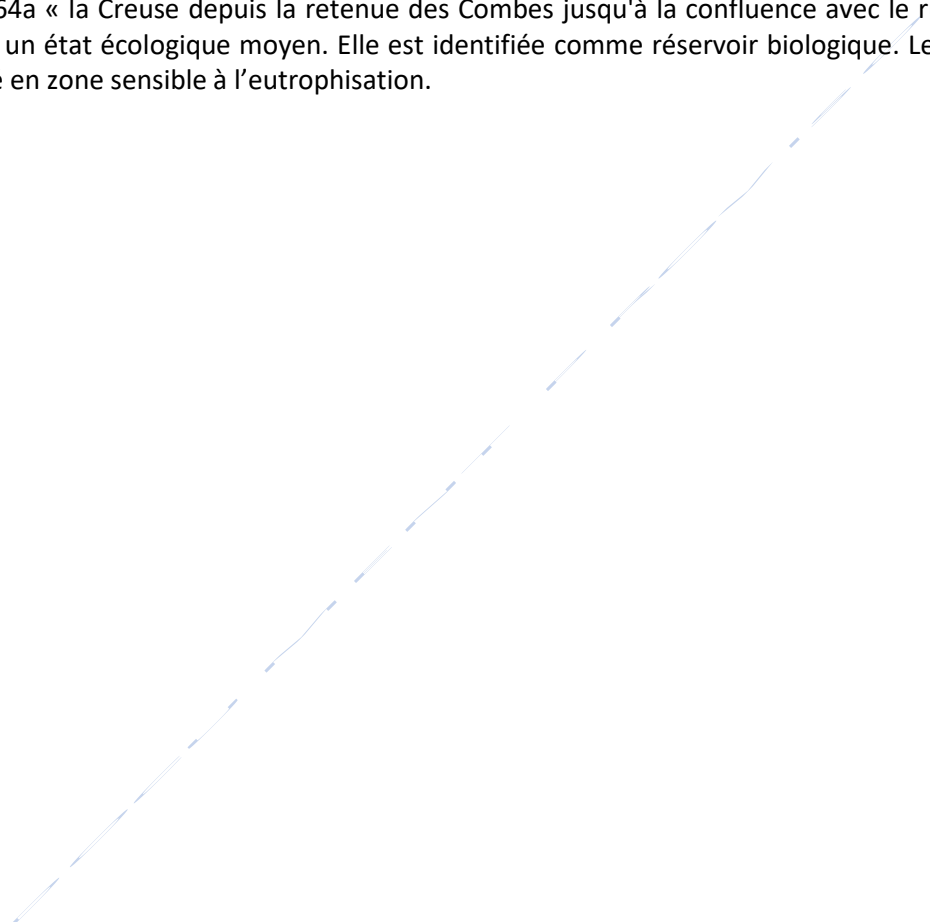 64a « la Creuse depuis la retenue des Combes jusqu'à la confluence avec le
un état écologique moyen. Elle est identifiée comme réservoir biologique. Le
en zone sensible à l’eutrophisation.